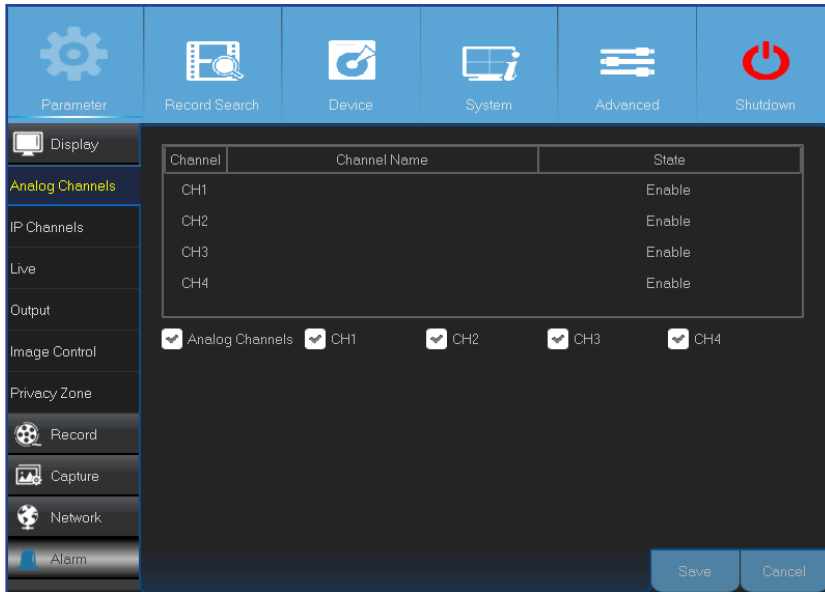 Parameter Record Search Device System Advanced Shutdown
Display
Analog Channels
IP Channels
Live
Output
Image Control
Privacy Zone
Record
Capture
Network
Alarm
Channel Channel Name State
CH1 Enable
CH2 Enable
CH3 Enable
CH4 Enable
Analog Channels CH1 CH2 CH3 CH4
Save Cancel